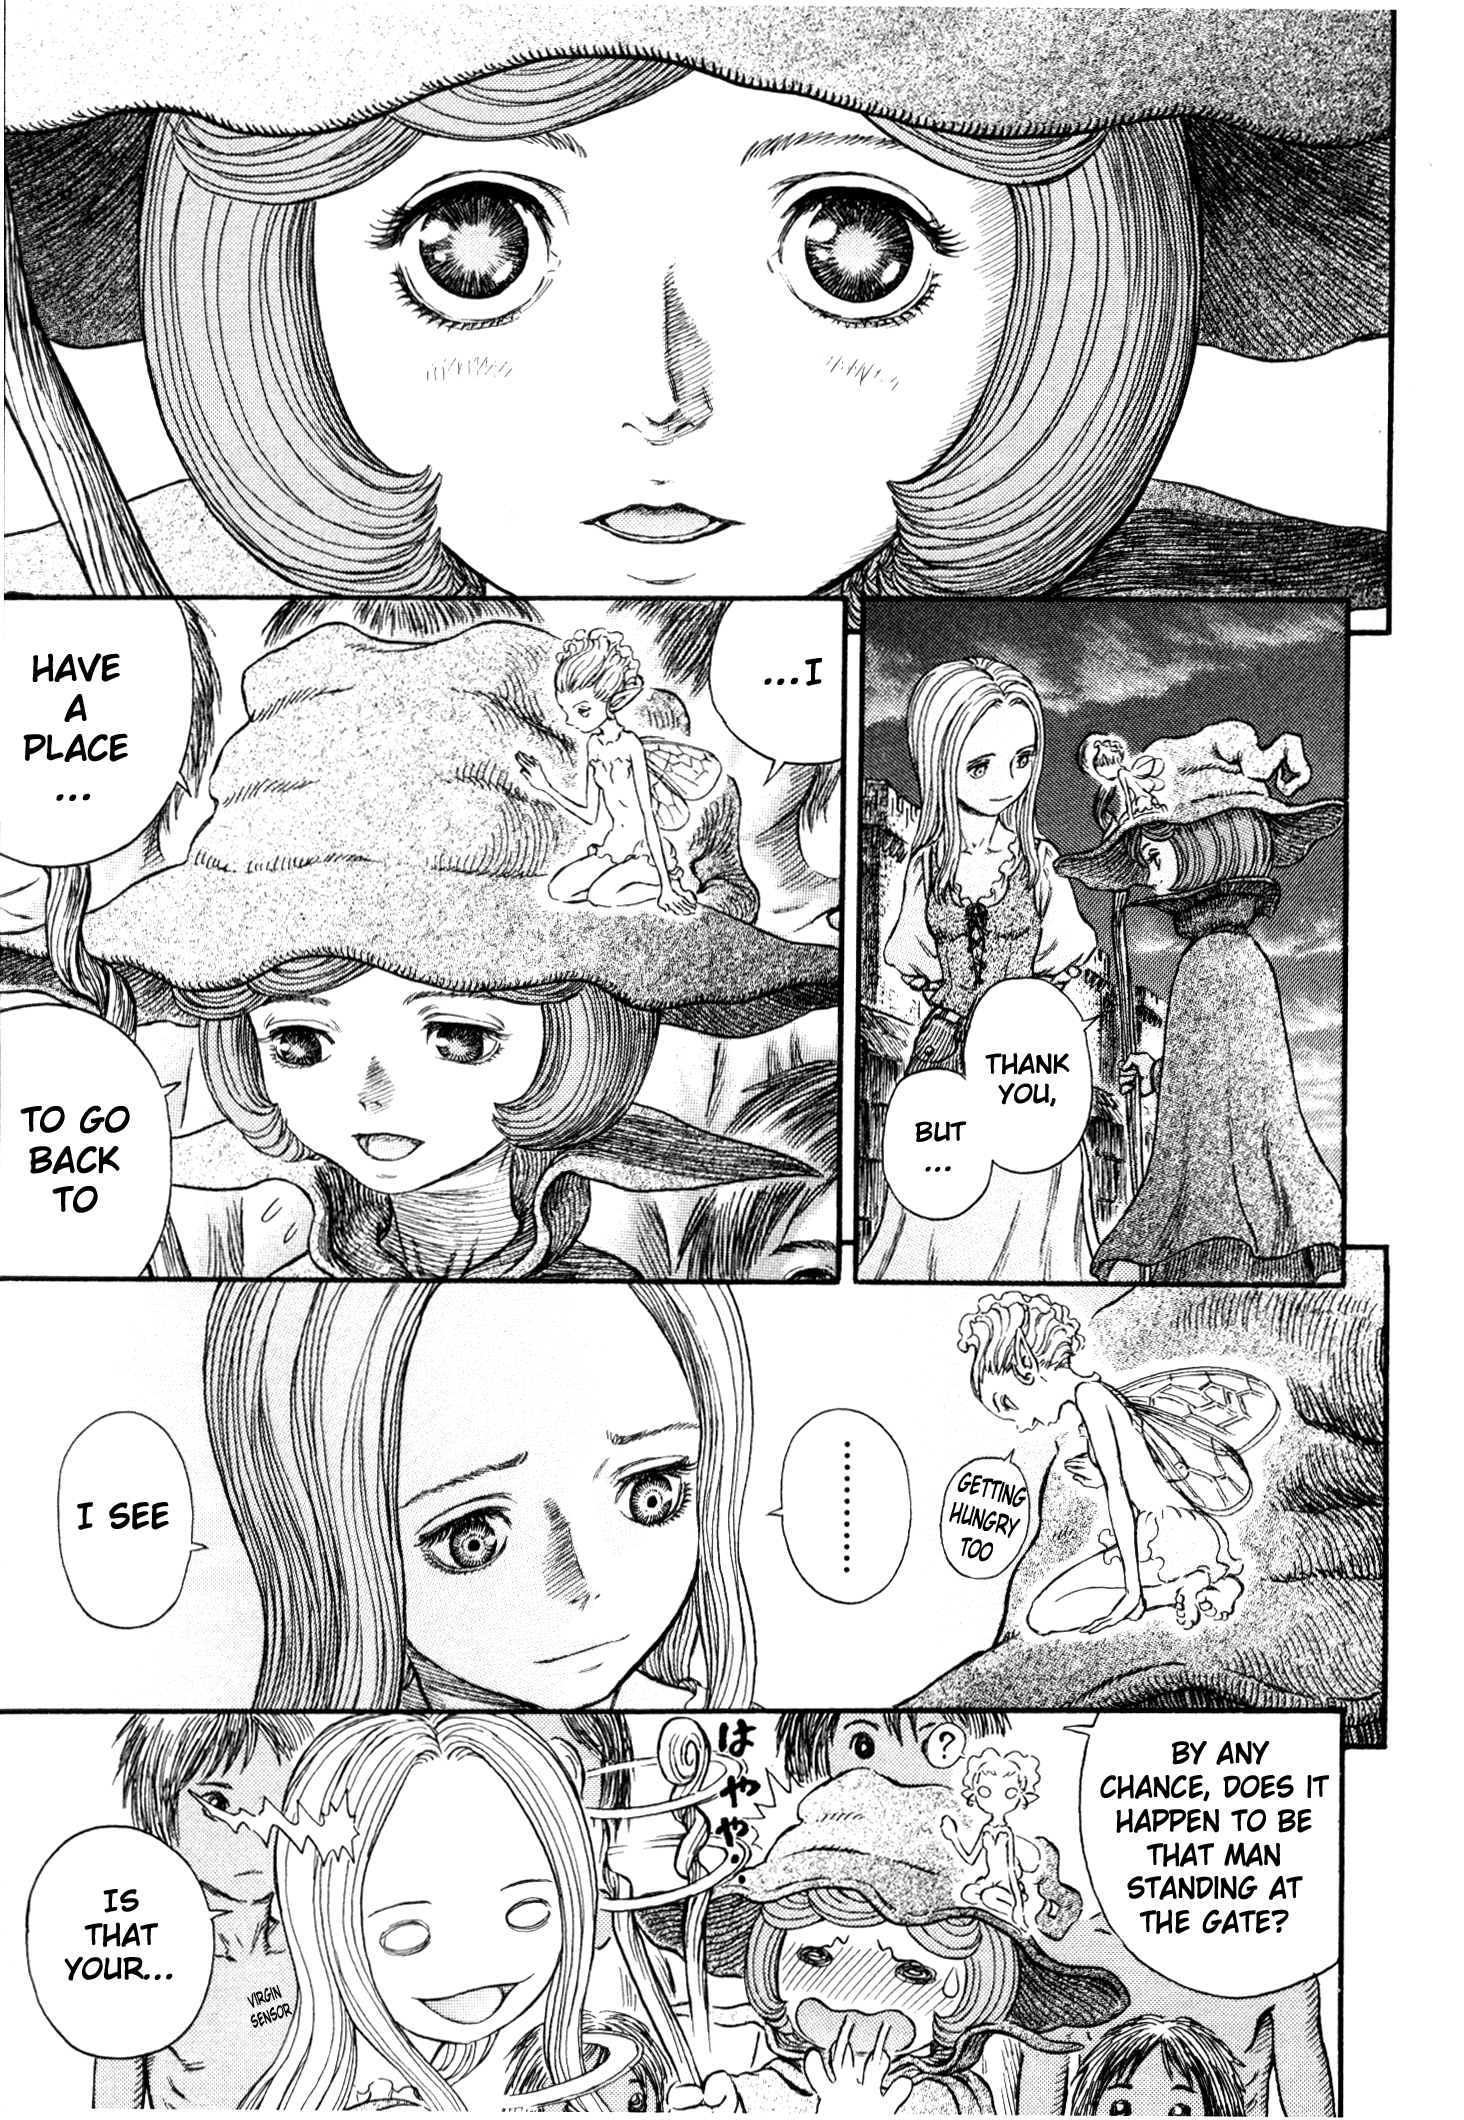 THANK
YOU,
BUT
...
...I
HAVE
A
PLACE
...
TO GO
BACK
TO
GETTING
HUNGRY
TOO
.........
I SEE
BY ANY
CHANCE, DOES IT
HAPPEN TO BE
THAT MAN
STANDING AT
THE GATE?
?
はややや…
IS
THAT
YOUR...
VIRGIN
SENSOR